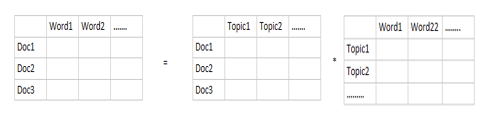 Word1 Word2 .......
Doc1
Doc2
Doc3
=
Topic1 Topic2 .......
Doc1
Doc2
Doc3
*
Word1 Word22 ........
Topic1
Topic2
.........